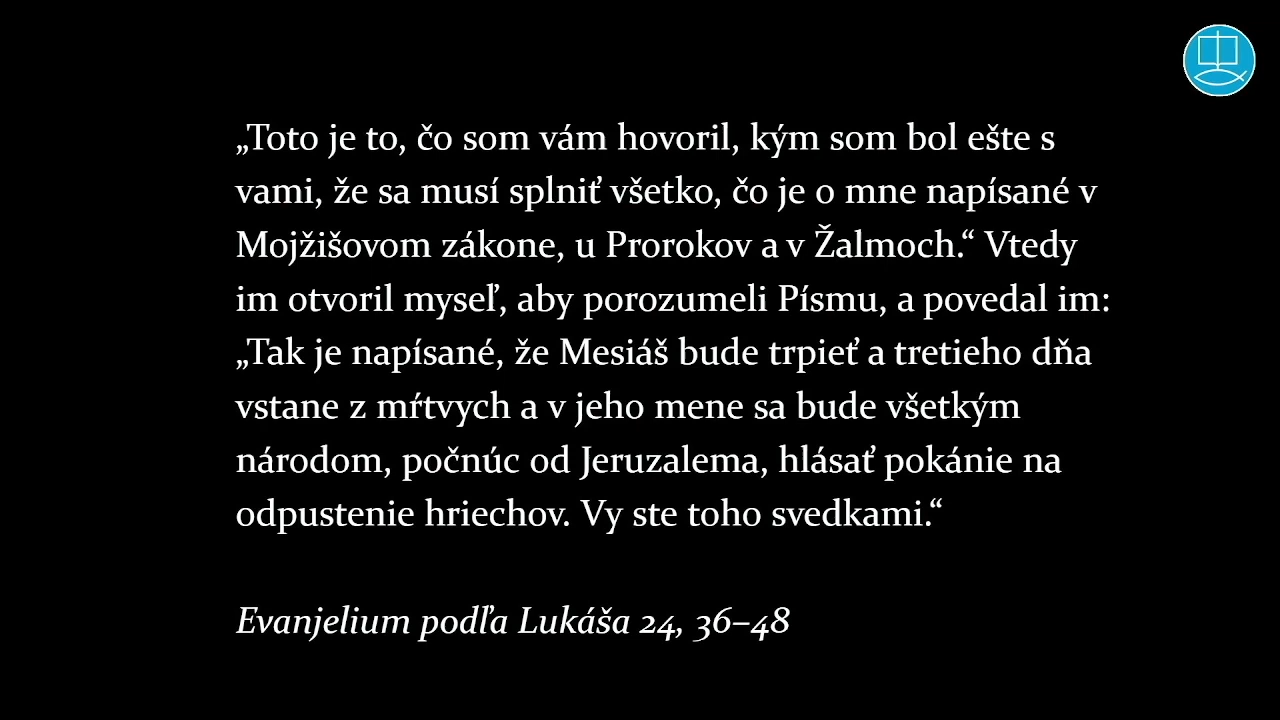 „Toto je to, čo som vám hovoril, kým som bol ešte s
vami, že sa musí splniť všetko, čo je o mne napísané v
Mojžišovom zákone, u Prorokov a v Žalmoch.“ Vtedy
im otvoril myseľ, aby porozumeli Písmu, a povedal im:
„Tak je napísané, že Mesiáš bude trpieť a tretieho dňa
vstane z mŕtvych a v jeho mene sa bude všetkým
národom, počnúc od Jeruzalema, hlásať pokánie na
odpustenie hriechov. Vy ste toho svedkami.“
Evanjelium podľa Lukáša 24, 36–48